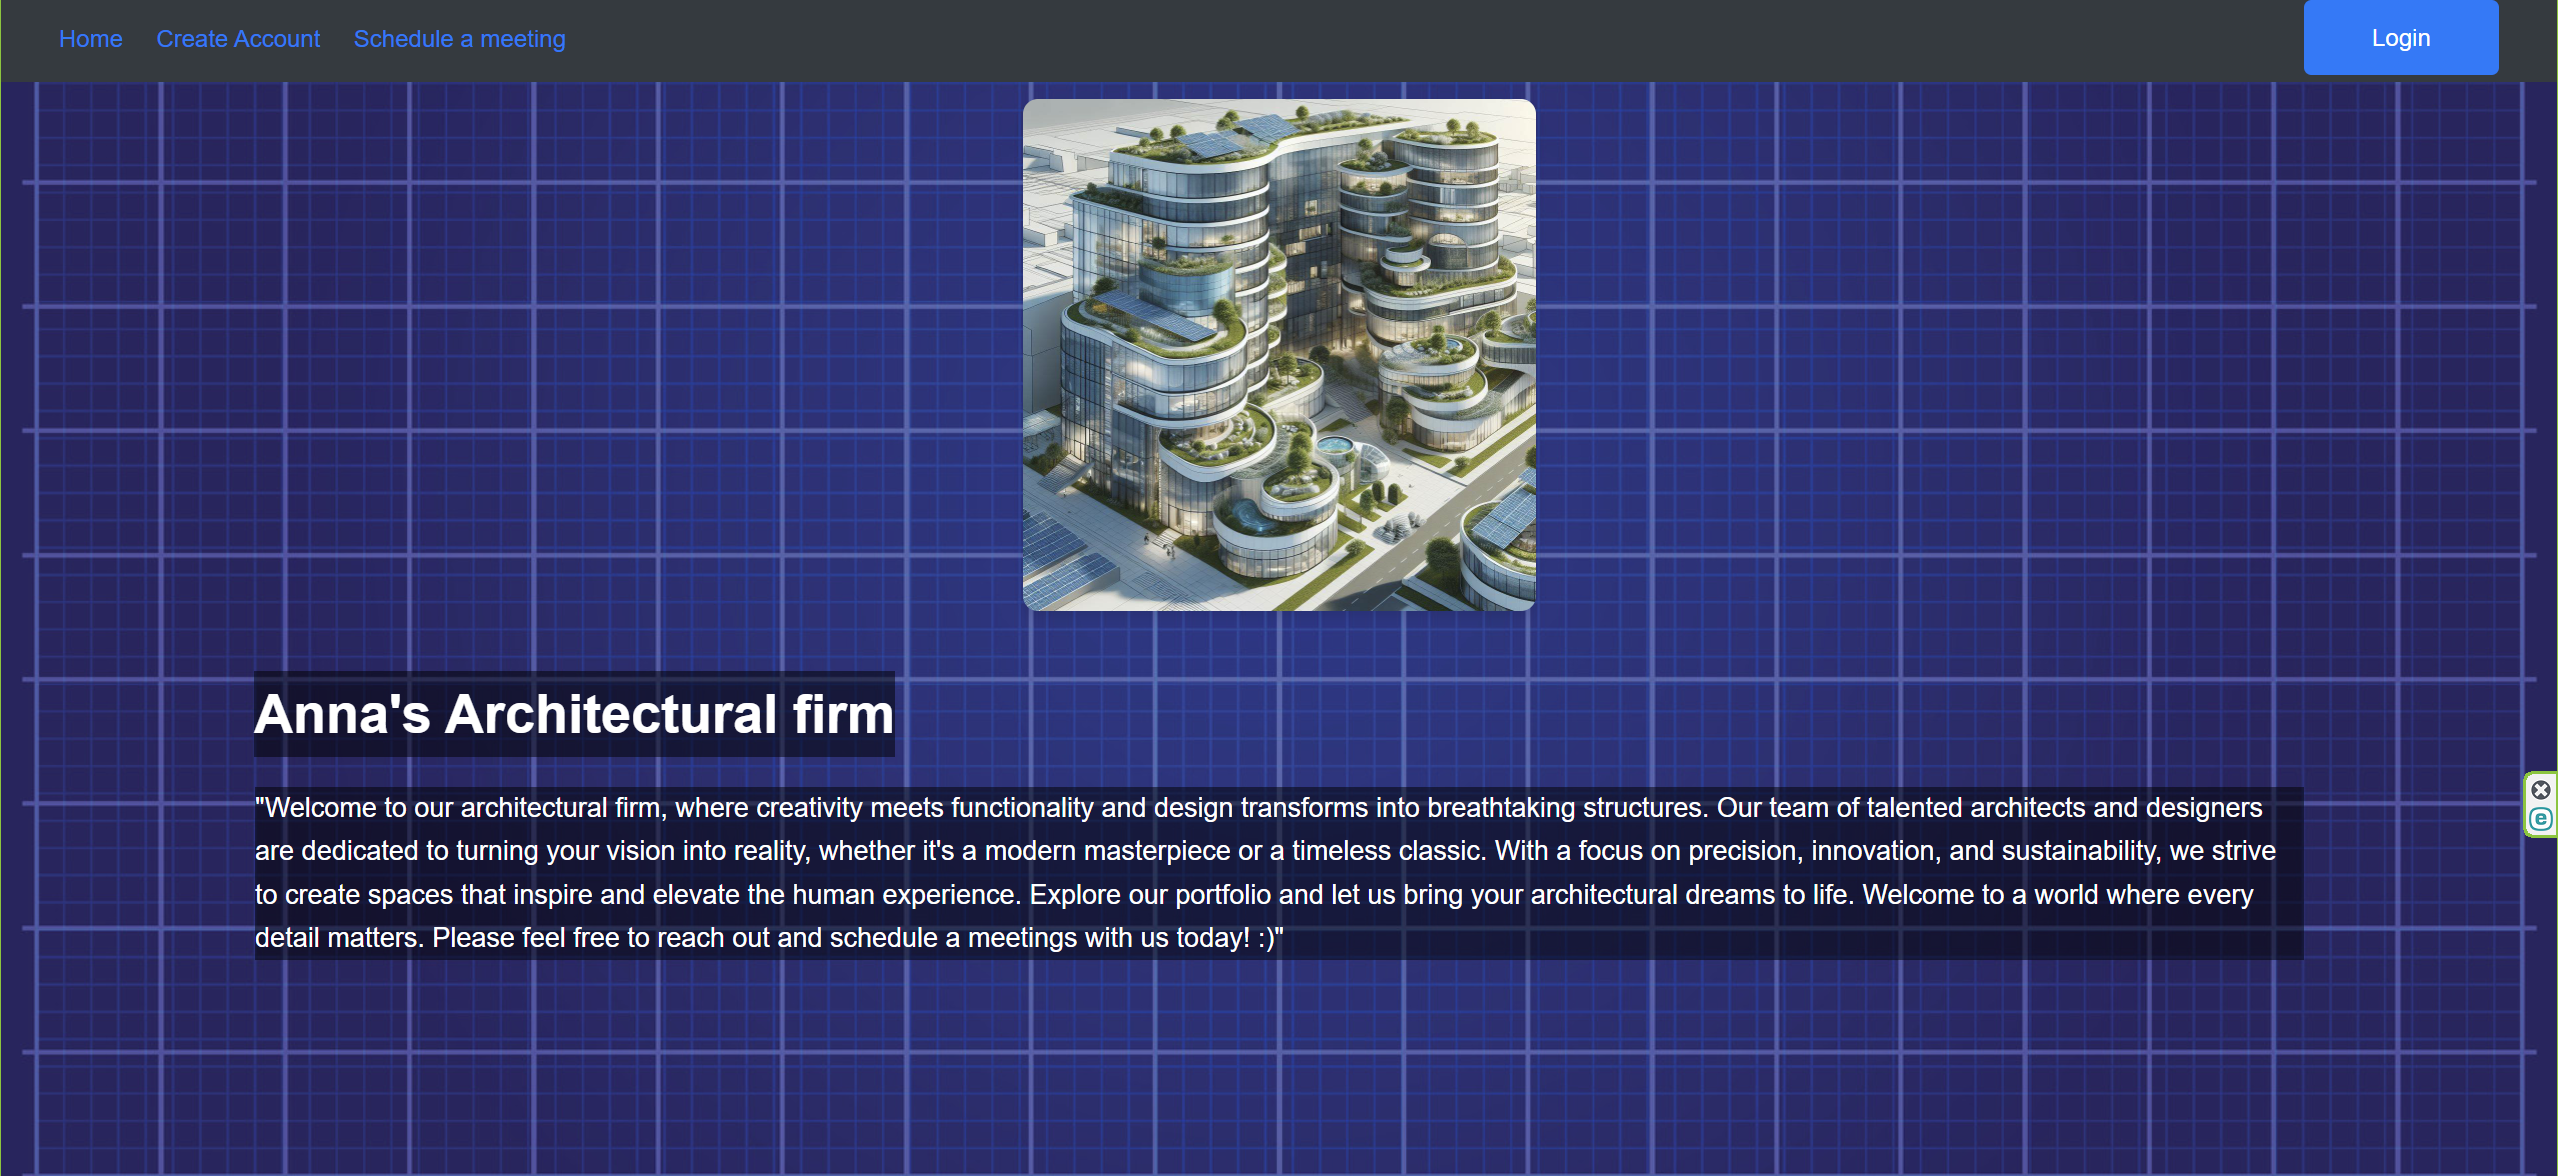 Home Create Account Schedule a meeting Login
Anna's Architectural firm
"Welcome to our architectural firm, where creativity meets functionality and design transforms into breathtaking structures. Our team of talented architects and designers
are dedicated to turning your vision into reality, whether it's a modern masterpiece or a timeless classic. With a focus on precision, innovation, and sustainability, we strive
to create spaces that inspire and elevate the human experience. Explore our portfolio and let us bring your architectural dreams to life. Welcome to a world where every
detail matters. Please feel free to reach out and schedule a meetings with us today! :)"
e